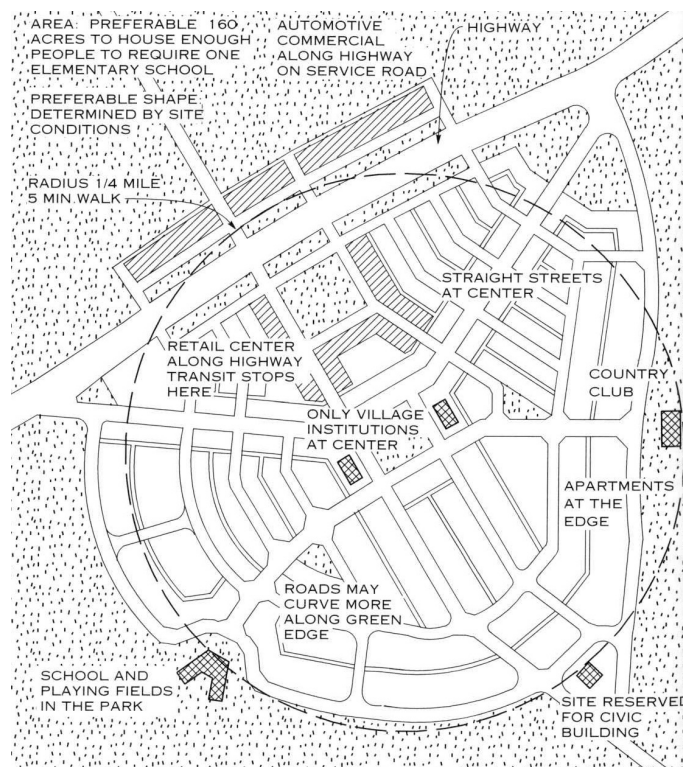 AREA: PREFERABLE 160
ACRES TO HOUSE ENOUGH
PEOPLE TO REQUIRE ONE
ELEMENTARY SCHOOL
PREFERABLE SHAPE
DETERMINED BY SITE
CONDITIONS
AUTOMOTIVE
COMMERCIAL
ALONG HIGHWAY
ON SERVICE ROAD
HIGHWAY
RADIUS 1/4 MILE
5 MIN WALK
STRAIGHT STREETS
AT CENTER
RETAIL CENTER
ALONG HIGHWAY
TRANSIT STOPS
HERE
ONLY VILLAGE
INSTITUTIONS
AT CENTER
COUNTRY
CLUB
APARTMENTS
AT THE
EDGE
ROADS MAY
CURVE MORE
ALONG GREEN
EDGE
SCHOOL AND
PLAYING FIELDS
IN THE PARK
SITE RESERVED
FOR CIVIC
BUILDING